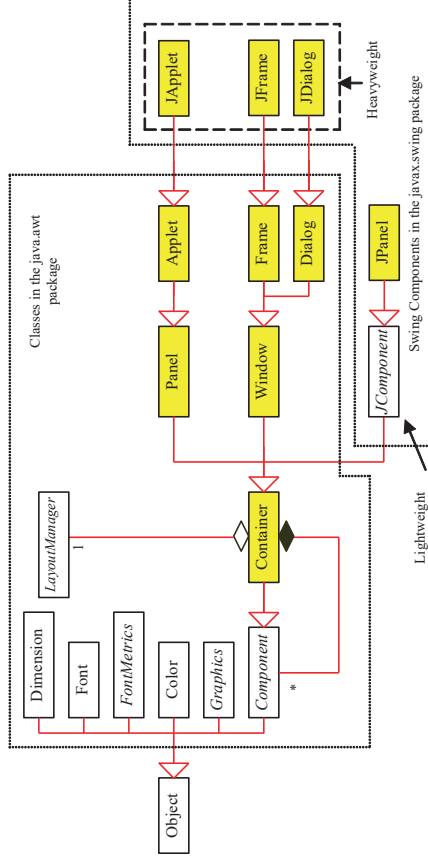 Dimension
Font
FontMetrics
Color
Graphics
Component
*
Object
LayoutManager
1
Container
Classes in the java.awt
package
Panel
Applet
JApplet
Window
Frame
JFrame
Dialog
JDialog
Heavyweight
JComponent
JPanel
Swing Components in the javax.swing package
Lightweight